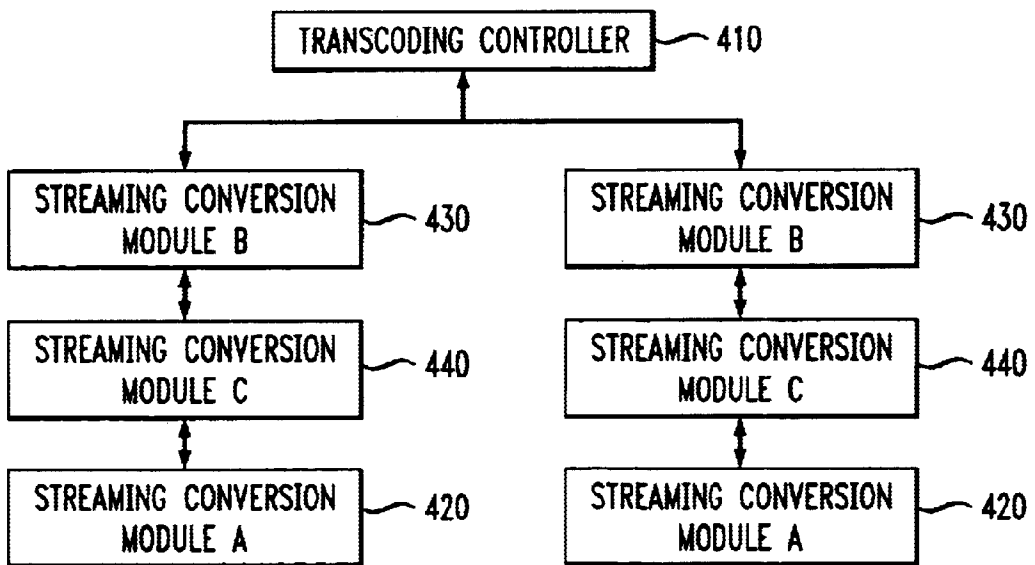 TRANSCODING CONTROLLER 410
STREAMING CONVERSION
MODULE B
430
STREAMING CONVERSION
MODULE B
430
STREAMING CONVERSION
MODULE C
440
STREAMING CONVERSION
MODULE C
440
STREAMING CONVERSION
MODULE A
420
STREAMING CONVERSION
MODULE A
420